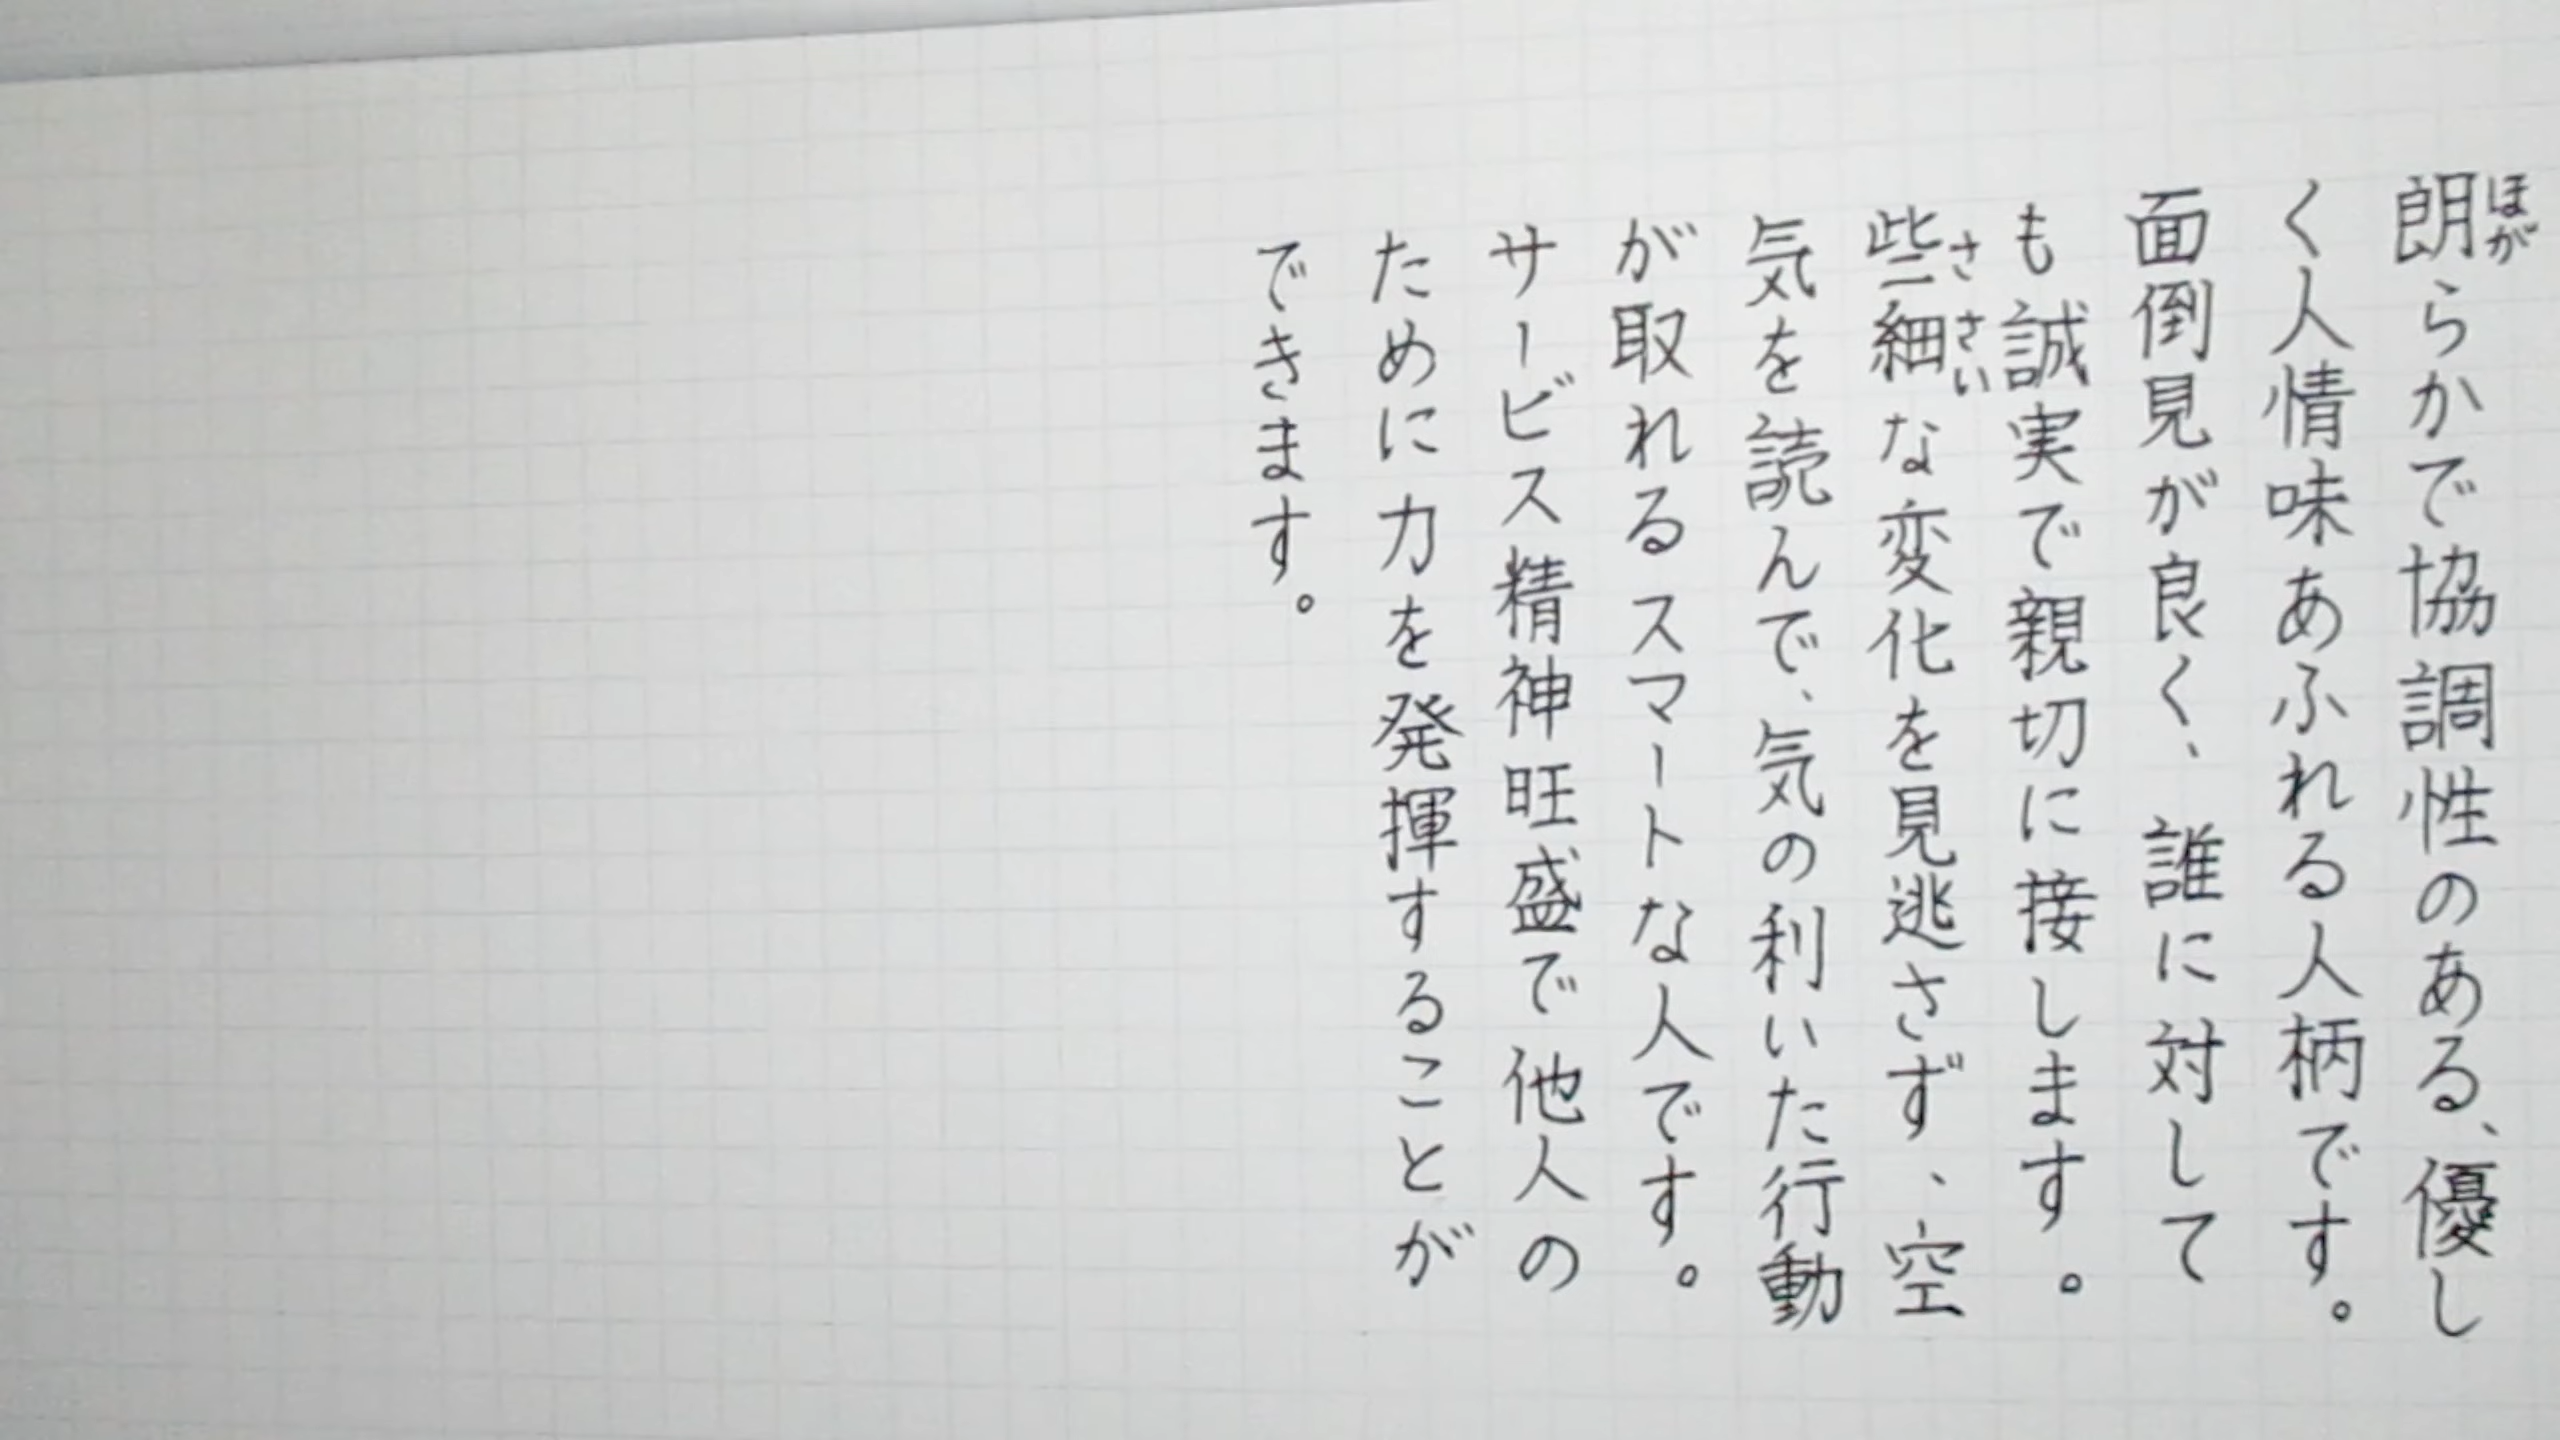 朗らかで協調性のある、優し
く人情味あふれる人柄です。
面倒見が良く、誰に対して
も誠実で親切に接します。
些細な変化を見逃さず、空
気を読んで、気の利いた行動
が取れるスマートな人です。
サービス精神旺盛で他人の
ために力を発揮することが
できます。
ほが
ささい